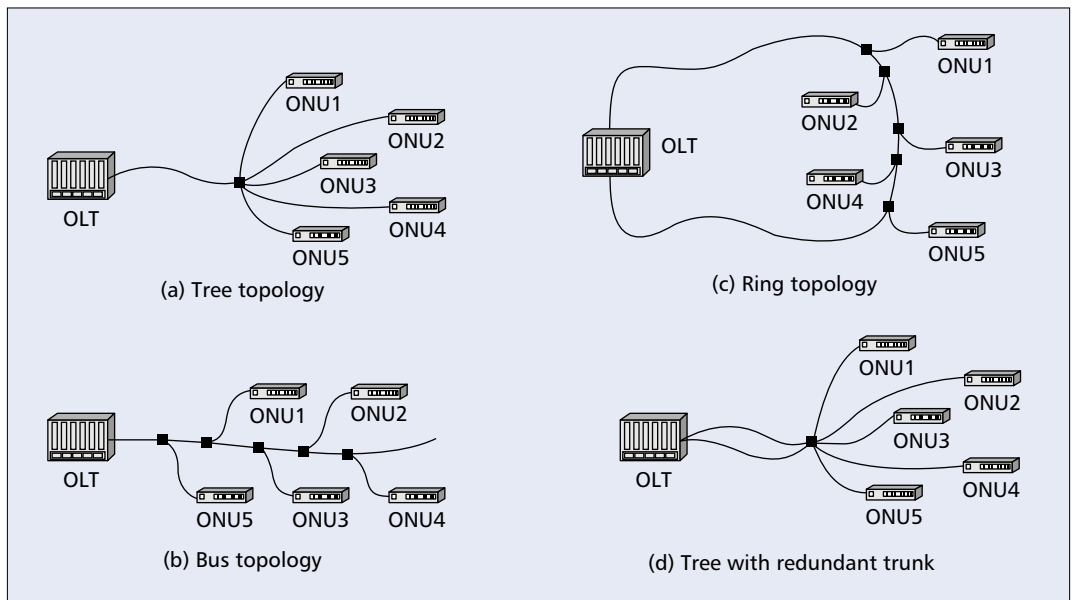 ONU1
ONU2
ONU3
OLT
ONU4
ONU5
(a) Tree topology
ONU1
ONU2
OLT
ONU3
ONU4
ONU5
(c) Ring topology
ONU1
ONU2
OLT
ONU5
ONU3
ONU4
(b) Bus topology
ONU1
ONU2
ONU3
OLT
ONU4
ONU5
(d) Tree with redundant trunk